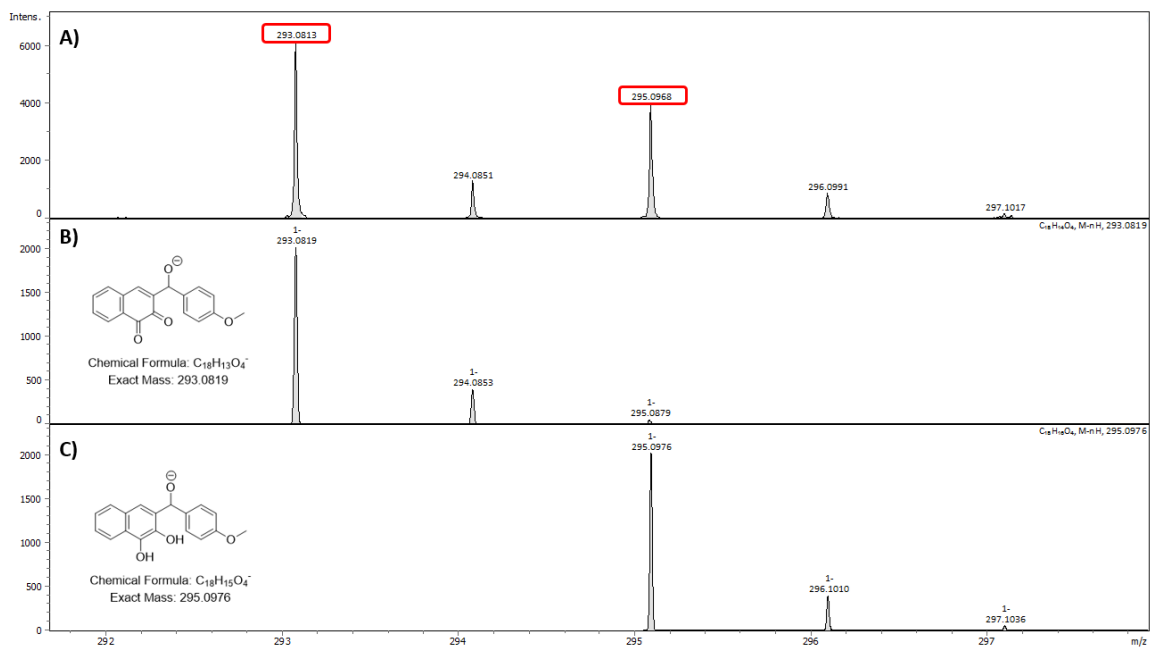 Intens.
A)
293.0813
6000
295.0968
4000
2000
294.0851
296.0991
297.1017
0
B)
1-
293.0819
C₁₈H₁₄O₄, M-nH, 293.0819
2000
O⊖
1500
O
O
O
1000
Chemical Formula: C₁₈H₁₃O₄⁻
Exact Mass: 293.0819
500
1-
294.0853
1-
295.0879
0
C)
1-
295.0976
C₁₈H₁₆O₄, M-nH, 295.0976
2000
O⊖
1500
OH
O
OH
1000
Chemical Formula: C₁₈H₁₅O₄⁻
Exact Mass: 295.0976
500
1-
296.1010
1-
297.1036
0
292 293 294 295 296 297 m/z